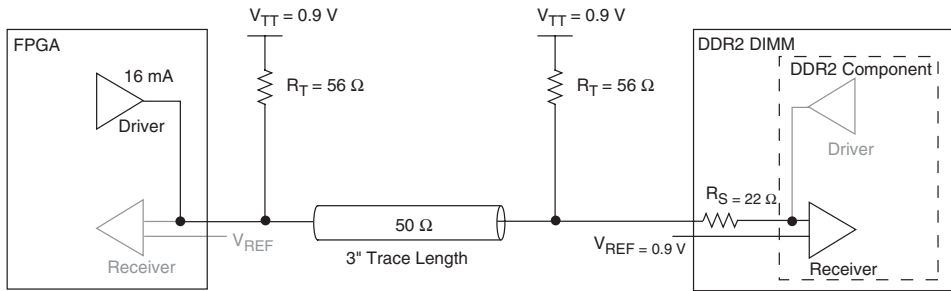 V_TT = 0.9 V
V_TT = 0.9 V
FPGA
DDR2 DIMM
DDR2 Component
16 mA
Driver
R_T = 56 Ω
R_T = 56 Ω
Driver
R_S = 22 Ω
50 Ω
V_REF
V_REF = 0.9 V
Receiver
3" Trace Length
Receiver